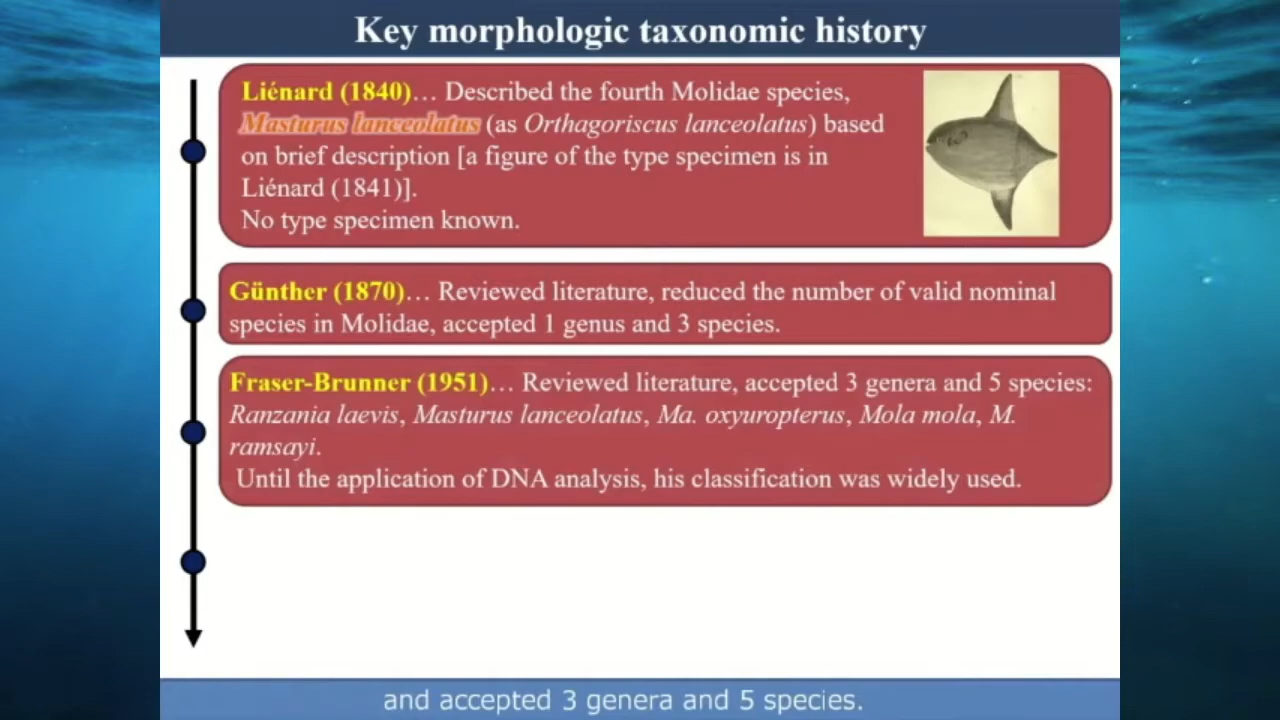 Key morphologic taxonomic history
Liénard (1840)… Described the fourth Molidae species,
Masturus lanceolatus (as Orthagoriscus lanceolatus) based
on brief description [a figure of the type specimen is in
Liénard (1841)].
No type specimen known.
Günther (1870)… Reviewed literature, reduced the number of valid nominal
species in Molidae, accepted 1 genus and 3 species.
Fraser-Brunner (1951)… Reviewed literature, accepted 3 genera and 5 species:
Ranzania laevis, Masturus lanceolatus, Ma. oxyuropterus, Mola mola, M.
ramsayi.
Until the application of DNA analysis, his classification was widely used.
and accepted 3 genera and 5 species.